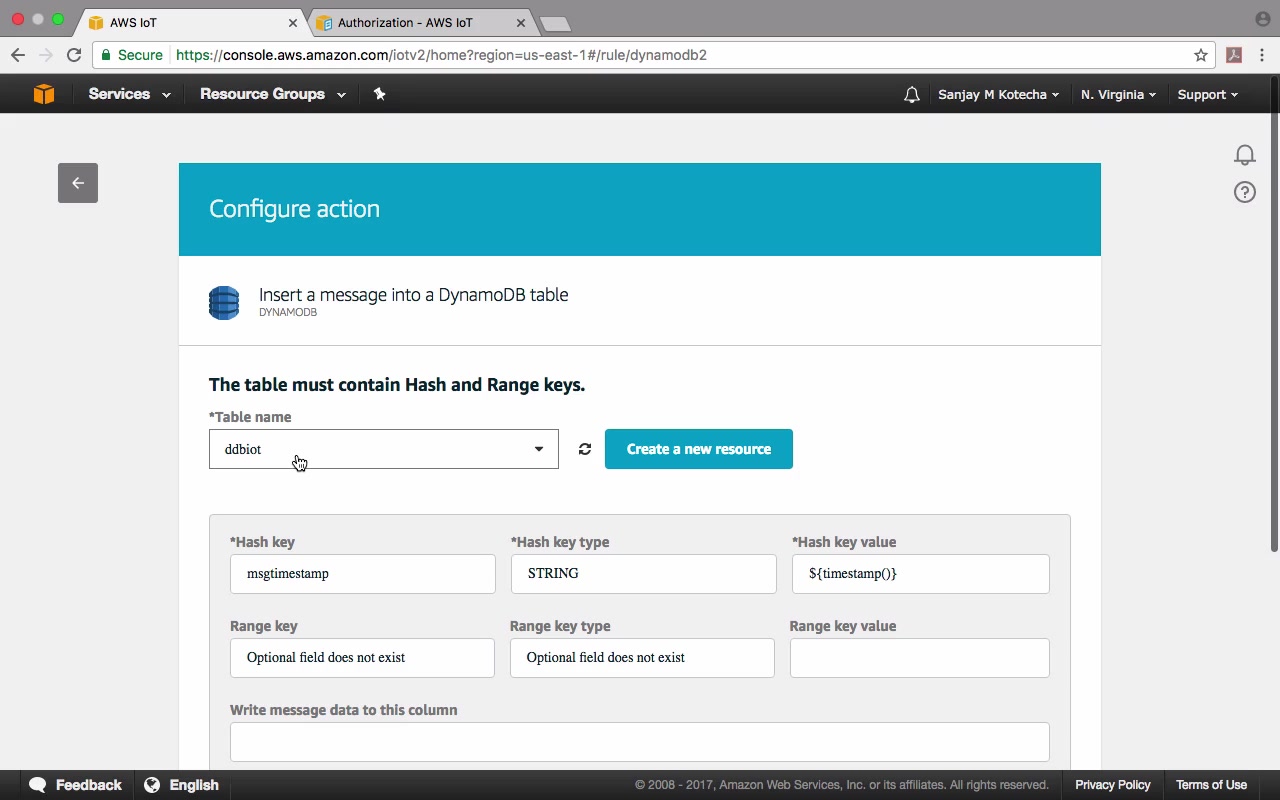 AWS IoT
Authorization - AWS IoT
Secure https://console.aws.amazon.com/iotv2/home?region=us-east-1#/rule/dynamodb2
Services Resource Groups Sanjay M Kotecha N. Virginia Support
Configure action
Insert a message into a DynamoDB table
DYNAMODB
The table must contain Hash and Range keys.
*Table name
ddbiot Create a new resource
*Hash key *Hash key type *Hash key value
msgtimestamp STRING ${timestamp()}
Range key Range key type Range key value
Optional field does not exist Optional field does not exist
Write message data to this column
Feedback English © 2008 - 2017, Amazon Web Services, Inc. or its affiliates. All rights reserved. Privacy Policy Terms of Use